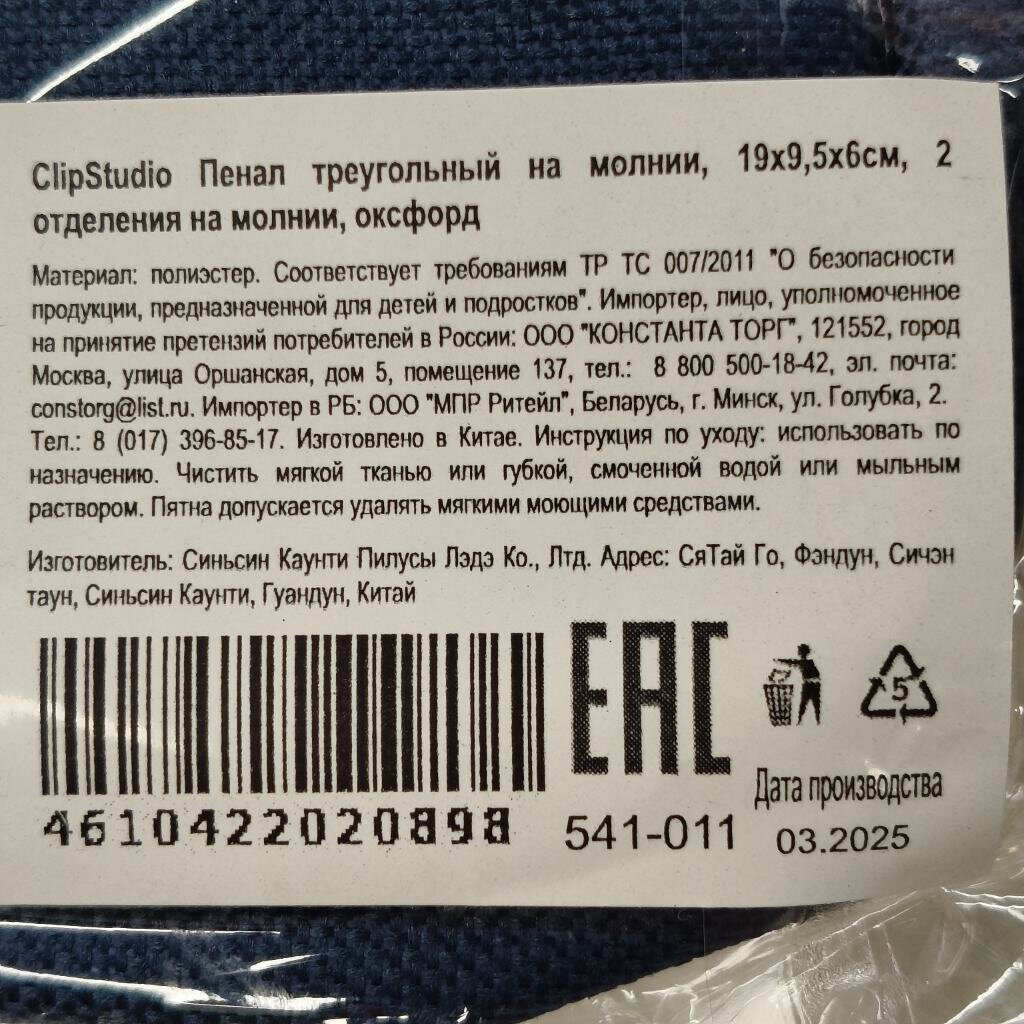 ClipStudio Пенал треугольный на молнии, 19х9,5х6см, 2
отделения на молнии, оксфорд
Материал: полиэстер. Соответствует требованиям ТР ТС 007/2011 "О безопасности
продукции, предназначенной для детей и подростков". Импортер, лицо, уполномоченное
на принятие претензий потребителей в России: ООО "КОНСТАНТА ТОРГ", 121552, город
Москва, улица Оршанская, дом 5, помещение 137, тел.: 8 800 500-18-42, эл. почта:
constorg@list.ru. Импортер в РБ: ООО "МПР Ритейл", Беларусь, г. Минск, ул. Голубка, 2.
Тел.: 8 (017) 396-85-17. Изготовлено в Китае. Инструкция по уходу: использовать по
назначению. Чистить мягкой тканью или губкой, смоченной водой или мыльным
раствором. Пятна допускается удалять мягкими моющими средствами.
Изготовитель: Синьсин Каунти Пилусы Лэдэ Ко., Лтд. Адрес: СяТай Го, Фэндун, Сичэн
таун, Синьсин Каунти, Гуандун, Китай
EAC
5
Дата производства
4610422020898
541-011
03.2025